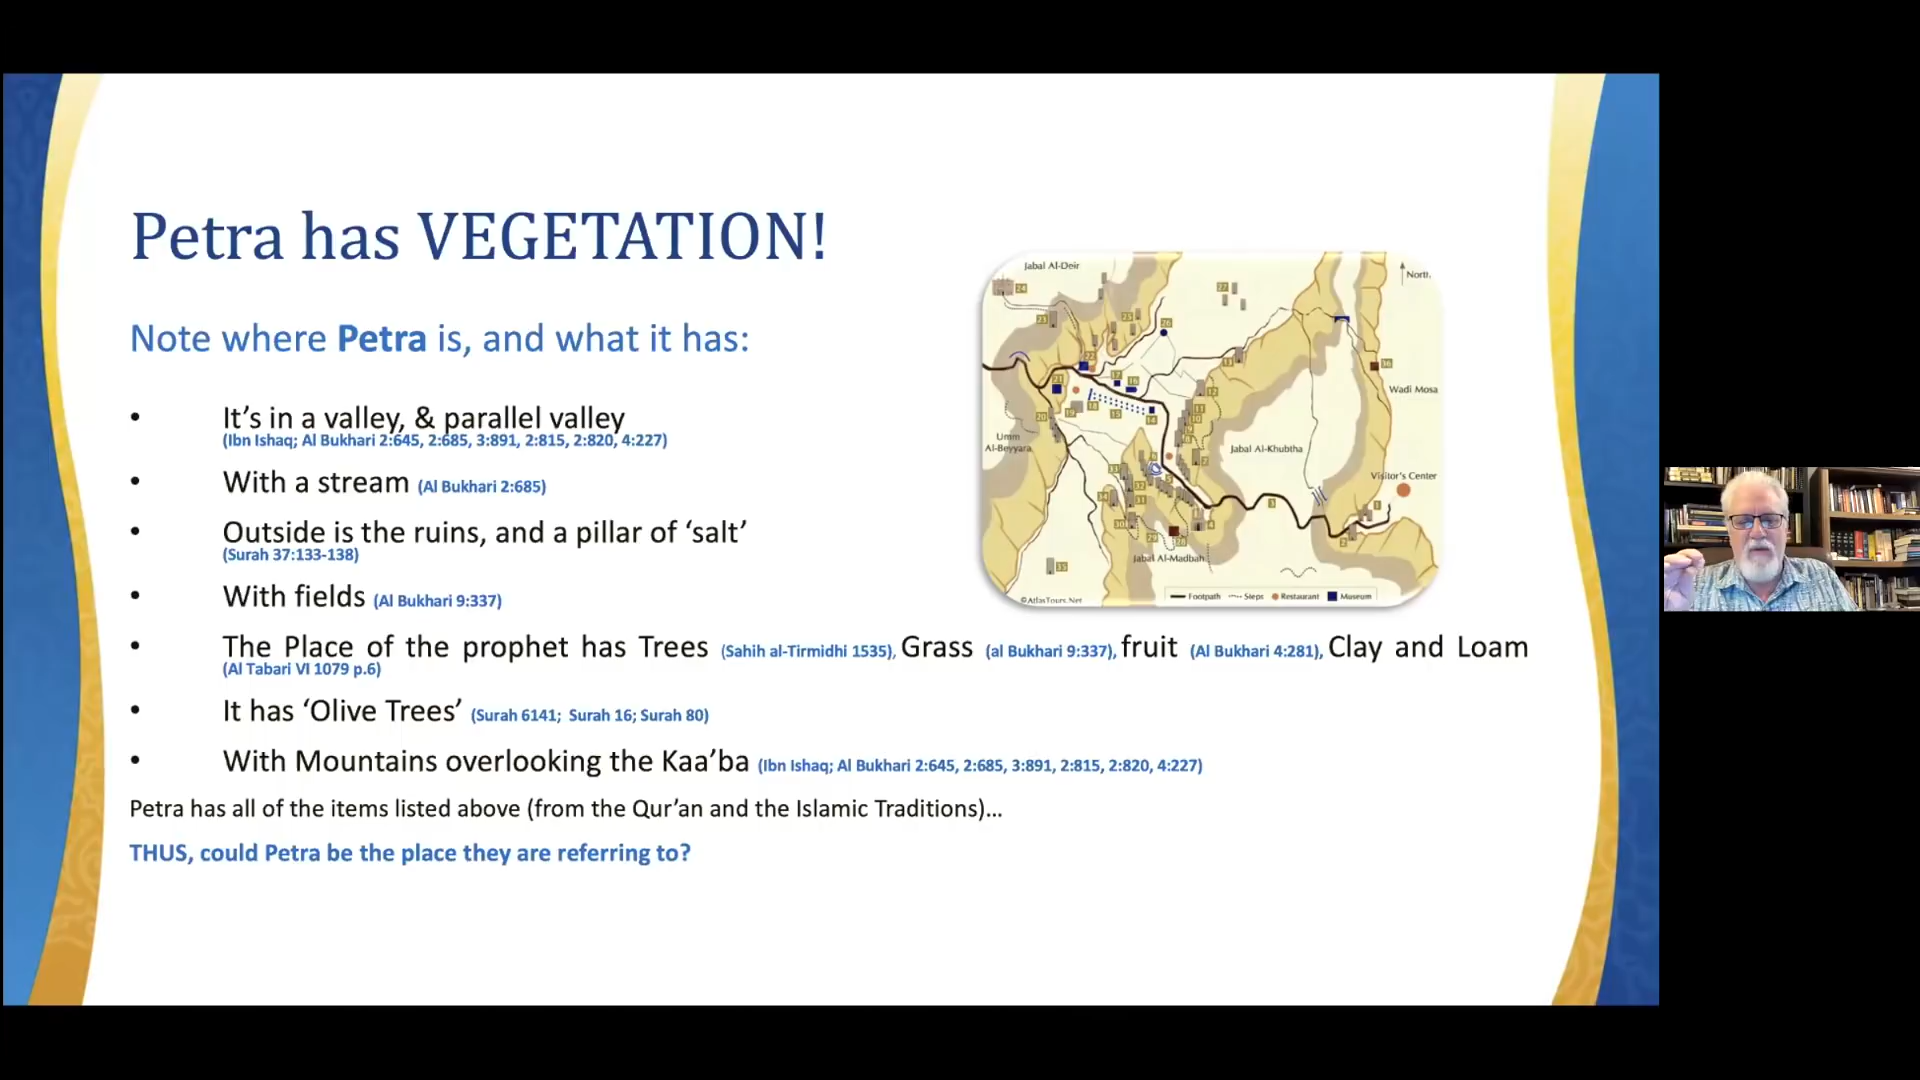 Petra has VEGETATION!
Note where Petra is, and what it has:
• It's in a valley, & parallel valley
(Ibn Ishaq; Al Bukhari 2:645, 2:685, 3:891, 2:815, 2:820, 4:227)
• With a stream (Al Bukhari 2:685)
• Outside is the ruins, and a pillar of 'salt'
(Surah 37:133-138)
• With fields (Al Bukhari 9:337)
• The Place of the prophet has Trees (Sahih al-Tirmidhi 1535), Grass (al Bukhari 9:337), fruit (Al Bukhari 4:281), Clay and Loam
(Al Tabari VI 1079 p.6)
• It has 'Olive Trees' (Surah 6141; Surah 16; Surah 80)
• With Mountains overlooking the Kaa'ba (Ibn Ishaq; Al Bukhari 2:645, 2:685, 3:891, 2:815, 2:820, 4:227)
Petra has all of the items listed above (from the Qur'an and the Islamic Traditions)...
THUS, could Petra be the place they are referring to?
Jabal Al-Deir
North
Wadi Mosa
Umm
Al-Beyyara
Jabal Al-Khubtha
Visitor's Center
Jabal Al-Madbah
©AtlasTours.Net
Footpath Steps Restaurant Museum